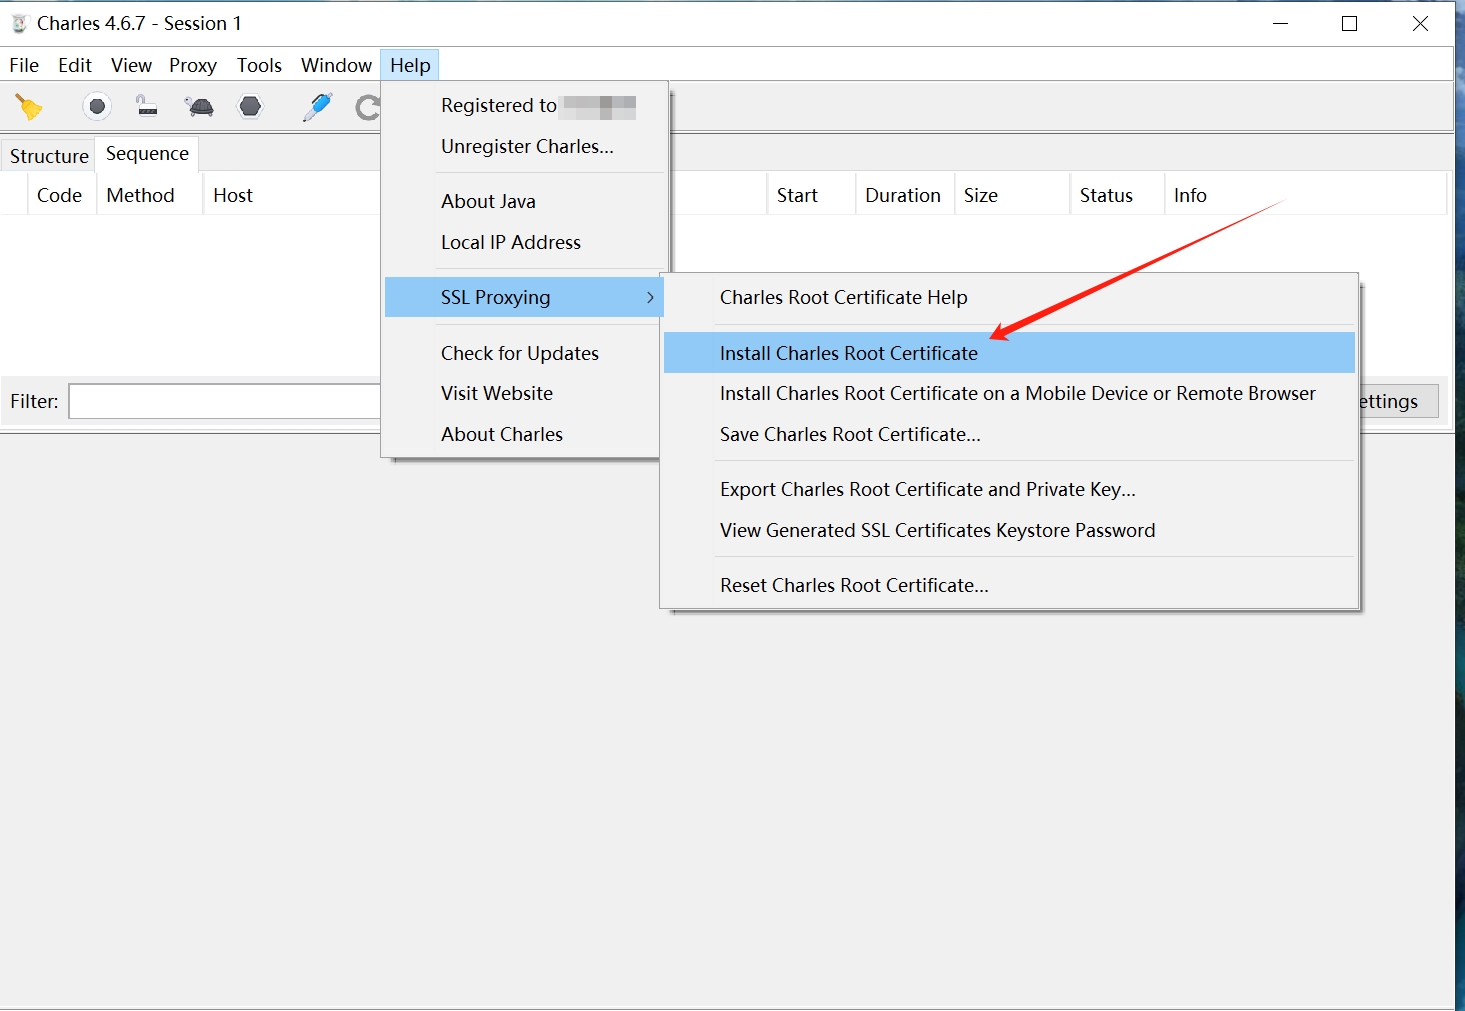 Charles 4.6.7 - Session 1
File Edit View Proxy Tools Window Help
Registered to
Unregister Charles...
Structure Sequence
Code Method Host Start Duration Size Status Info
About Java
Local IP Address
SSL Proxying
Charles Root Certificate Help
Check for Updates
Install Charles Root Certificate
Visit Website
Install Charles Root Certificate on a Mobile Device or Remote Browser
Filter: ettings
About Charles
Save Charles Root Certificate...
Export Charles Root Certificate and Private Key...
View Generated SSL Certificates Keystore Password
Reset Charles Root Certificate...